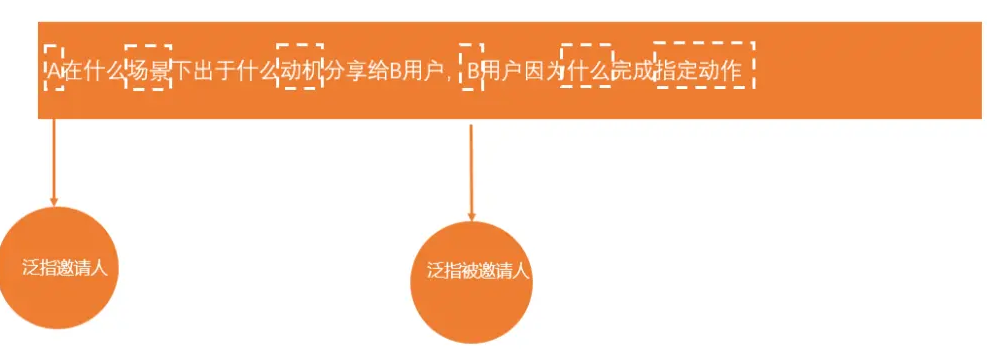 A在什么场景下出于什么动机分享给B用户，B用户因为什么完成指定动作
泛指邀请人
泛指被邀请人